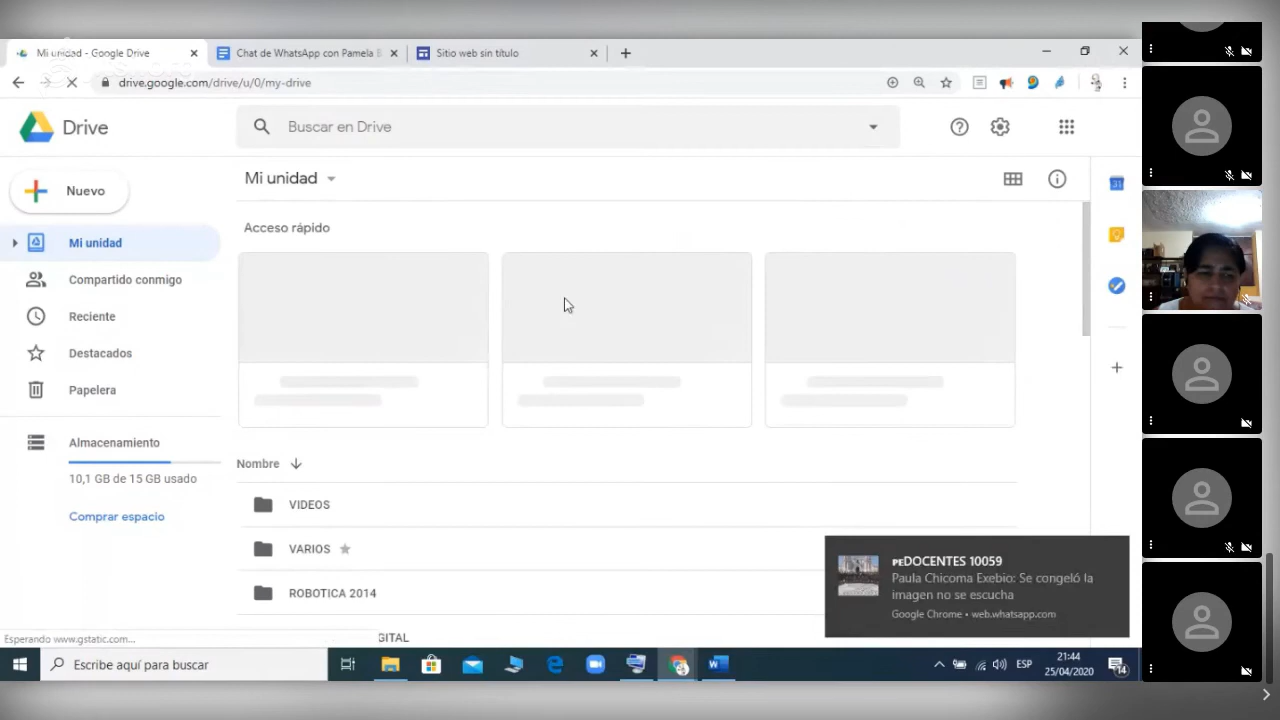 Mi unidad - Google Drive
Chat de WhatsApp con Pamela B
Sitio web sin título
drive.google.com/drive/u/0/my-drive
Drive
Buscar en Drive
Nuevo
Mi unidad
31
Mi unidad
Acceso rápido
Compartido conmigo
Reciente
Destacados
Papelera
Almacenamiento
10,1 GB de 15 GB usado
Comprar espacio
Nombre
VIDEOS
VARIOS
ROBOTICA 2014
GITAL
PEDOCENTES 10059
Paula Chicoma Exebio: Se congeló la
imagen no se escucha
Google Chrome • web.whatsapp.com
Esperando www.gstatic.com...
Escribe aquí para buscar
ESP
21:44
25/04/2020
14